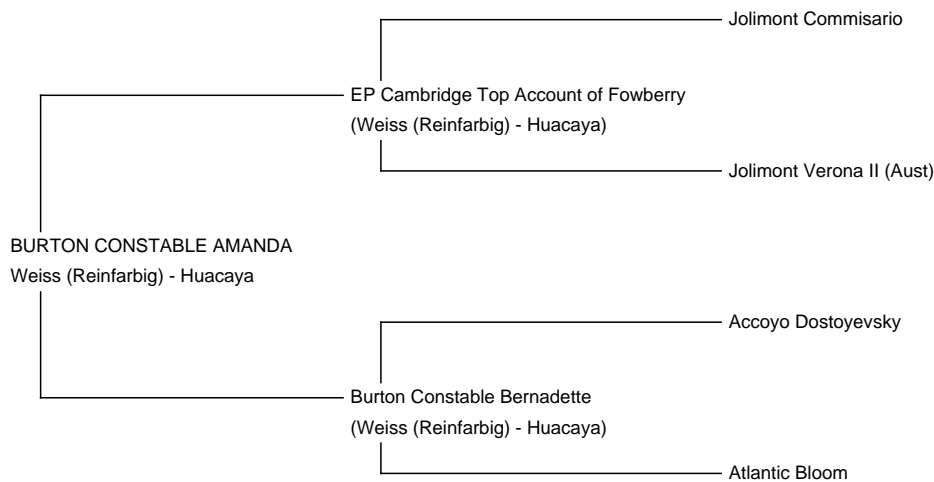 Jolimont Commisario
EP Cambridge Top Account of Fowberry
(Weiss (Reinfarbig) - Huacaya)
Jolimont Verona II (Aust)
BURTON CONSTABLE AMANDA
Weiss (Reinfarbig) - Huacaya
Accoyo Dostoyevsky
Burton Constable Bernadette
(Weiss (Reinfarbig) - Huacaya)
Atlantic Bloom